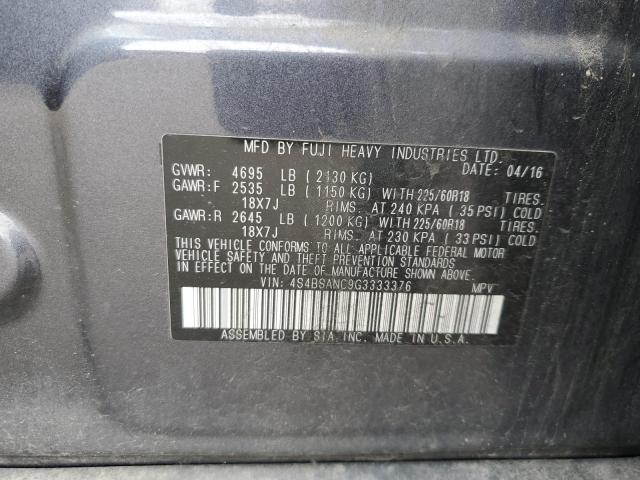 MFD BY FUJI HEAVY INDUSTRIES LTD.
GVWR: 4695 LB ( 2130 KG) DATE: 04/16
GAWR:F 2535 LB ( 1150 KG) WITH 225/60R18 TIRES.
18X7J RIMS. AT 240 KPA ( 35 PSI) COLD
GAWR:R 2645 LB ( 1200 KG) WITH 225/60R18 TIRES.
18X7J RIMS. AT 230 KPA ( 33 PSI) COLD
THIS VEHICLE CONFORMS TO ALL APPLICABLE FEDERAL MOTOR
VEHICLE SAFETY AND THEFT PREVENTION STANDARDS
IN EFFECT ON THE DATE OF MANUFACTURE SHOWN ABOVE.
VIN: 4S4BSANC9G3333376 MPV
ASSEMBLED BY SIA, INC. MADE IN U.S.A.